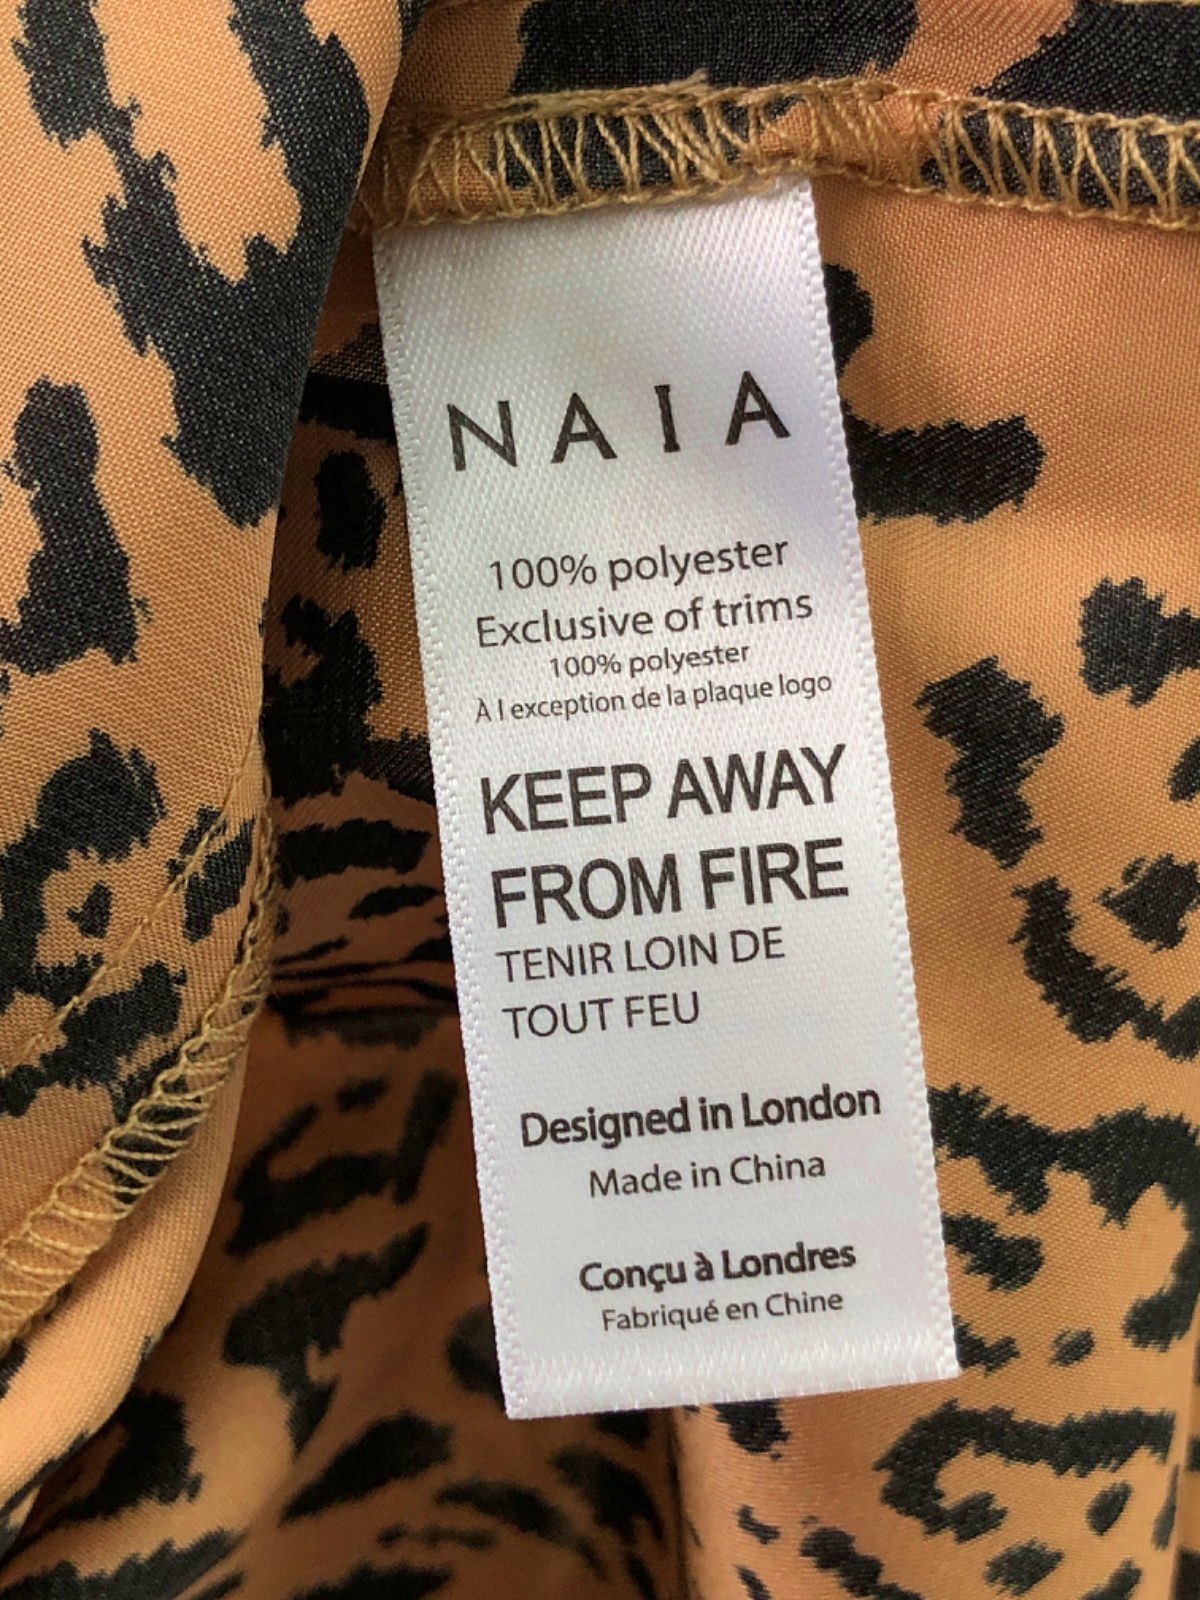 NAIA
100% polyester
Exclusive of trims
100% polyester
À l exception de la plaque logo
KEEP AWAY
FROM FIRE
TENIR LOIN DE
TOUT FEU
Designed in London
Made in China
Conçu à Londres
Fabriqué en Chine